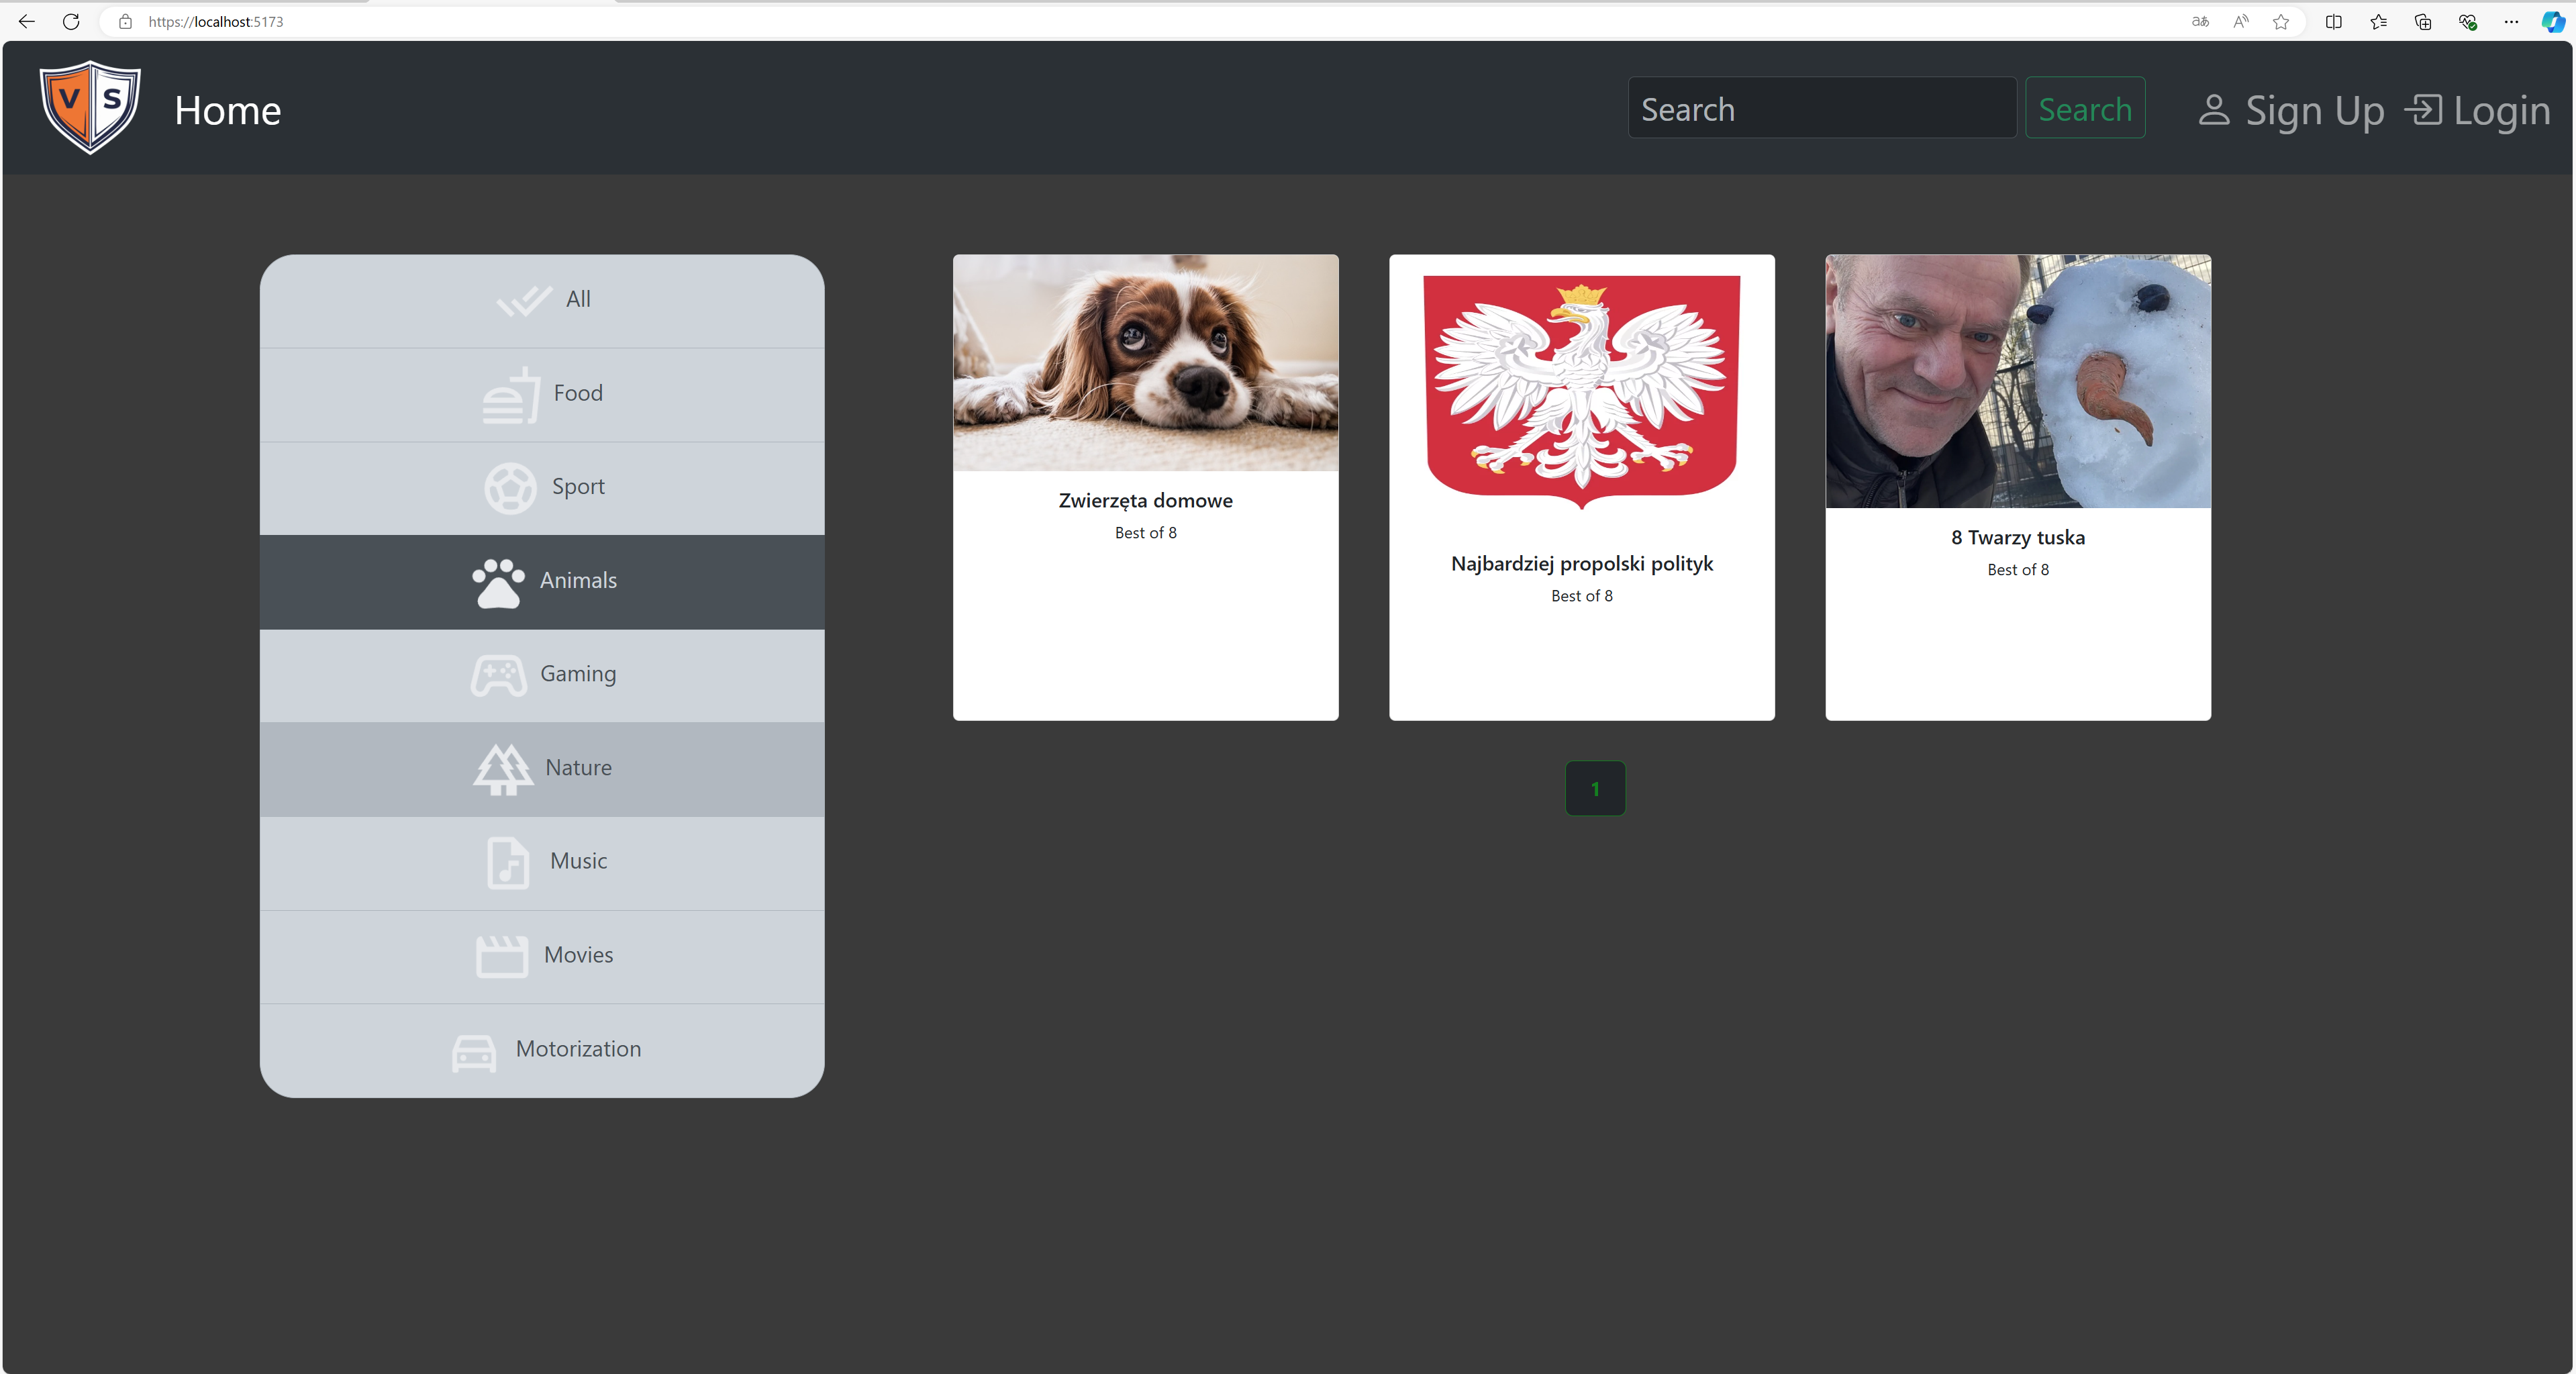 https://localhost:5173
V S
Home
Search
Search
Sign Up
Login
All
Food
Sport
Animals
Gaming
Nature
Music
Movies
Motorization
Zwierzęta domowe
Best of 8
Najbardziej propolski polityk
Best of 8
8 Twarzy tuska
Best of 8
1